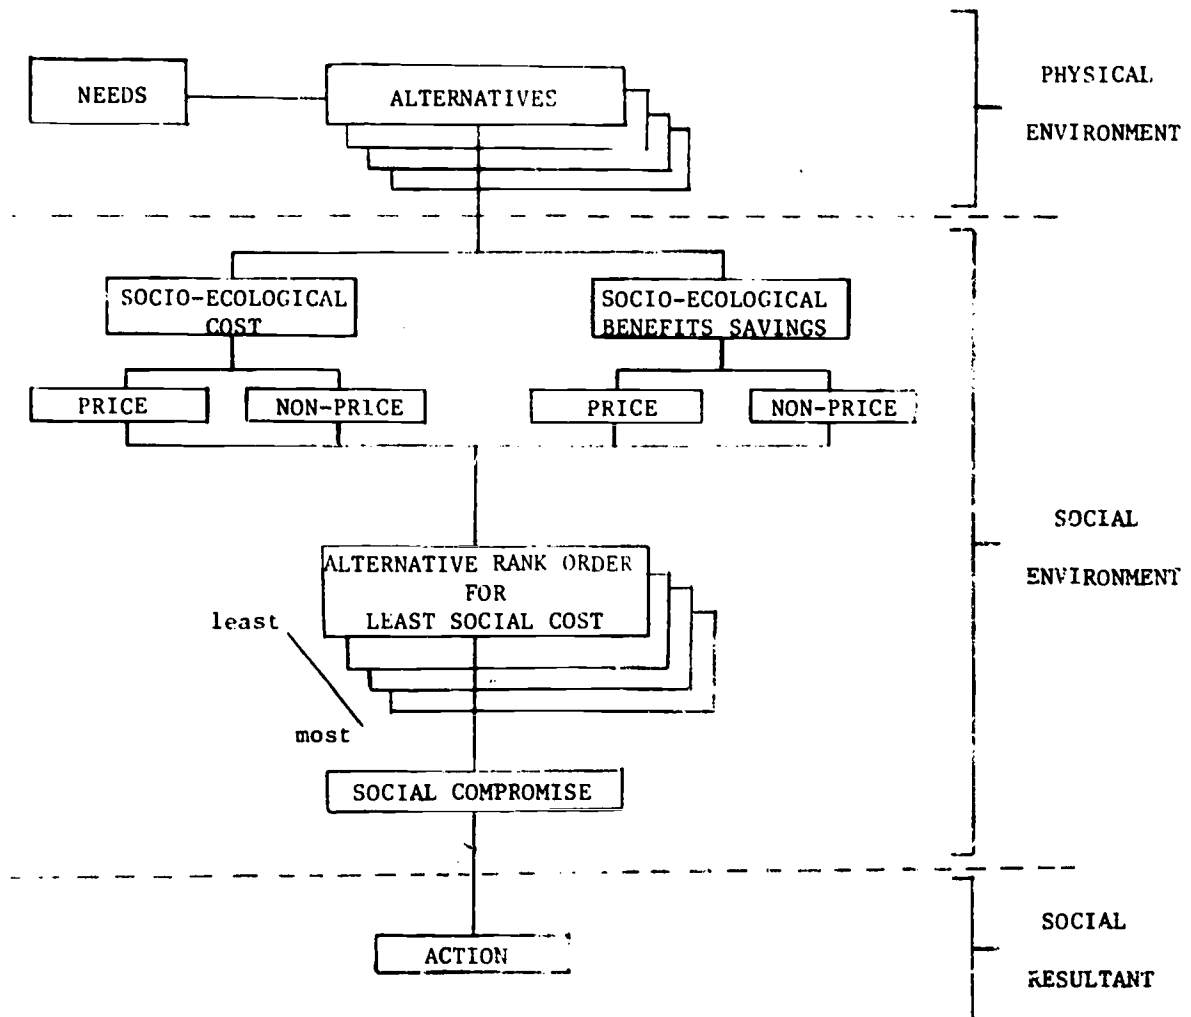 NEEDS
ALTERNATIVES
PHYSICAL
ENVIRONMENT
SOCIO-ECOLOGICAL
COST
SOCIO-ECOLOGICAL
BENEFITS SAVINGS
PRICE
NON-PRICE
PRICE
NON-PRICE
SOCIAL
ENVIRONMENT
ALTERNATIVE RANK ORDER
FOR
LEAST SOCIAL COST
least
most
SOCIAL COMPROMISE
SOCIAL
RESULTANT
ACTION